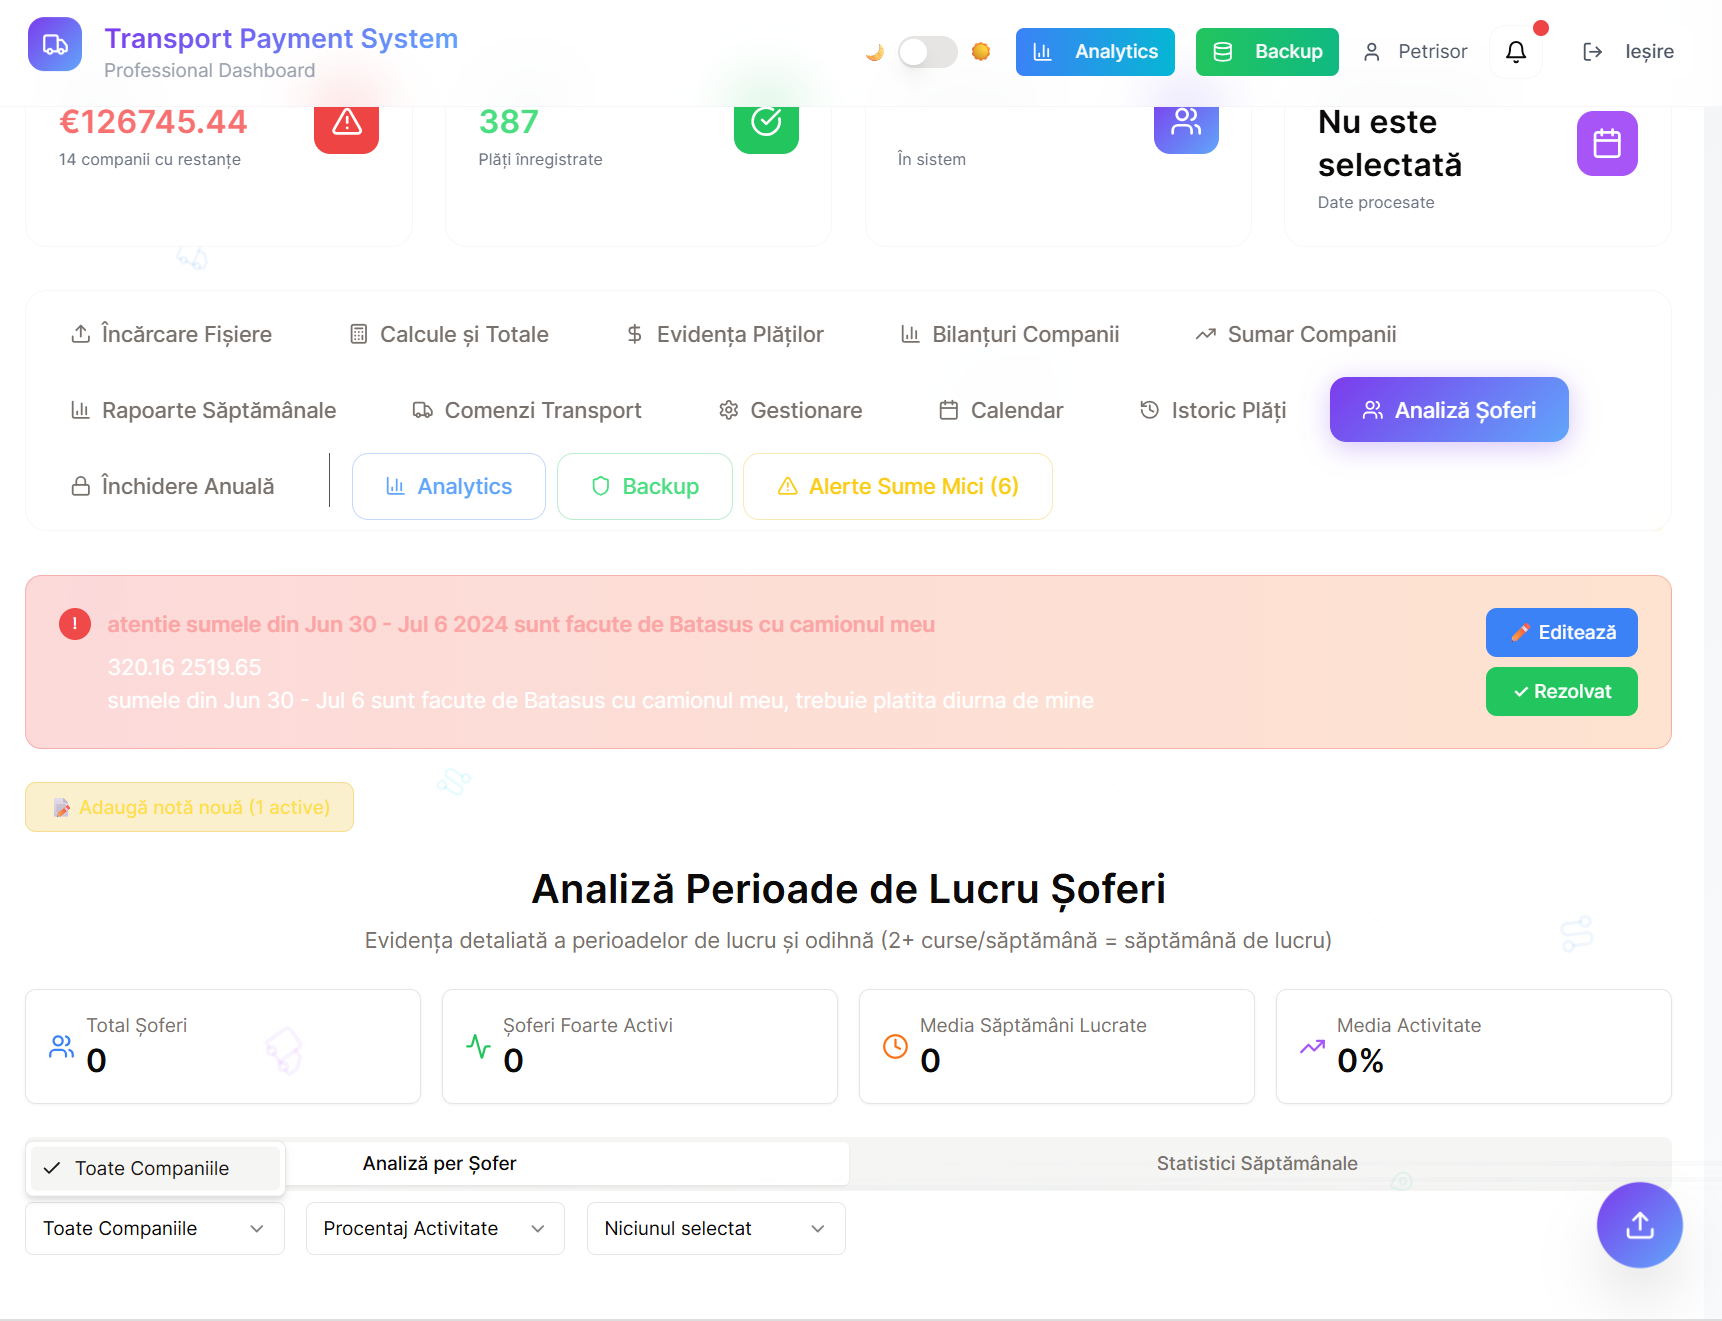 Transport Payment System
Professional Dashboard
Analytics
Backup
Petrisor
Ieșire
€126745.44
14 companii cu restanțe
387
Plăți înregistrate
În sistem
Nu este
selectată
Date procesate
Încărcare Fișiere
Calcule și Totale
Evidența Plăților
Bilanțuri Companii
Sumar Companii
Rapoarte Săptămânale
Comenzi Transport
Gestionare
Calendar
Istoric Plăți
Analiză Șoferi
Închidere Anuală
Analytics
Backup
Alerte Sume Mici (6)
atentie sumele din Jun 30 - Jul 6 2024 sunt facute de Batasus cu camionul meu
320.16 2519.65
sumele din Jun 30 - Jul 6 sunt facute de Batasus cu camionul meu, trebuie platita diurna de mine
Editează
Rezolvat
Adaugă notă nouă (1 active)
Analiză Perioade de Lucru Șoferi
Evidența detaliată a perioadelor de lucru și odihnă (2+ curse/săptămână = săptămână de lucru)
Total Șoferi
0
Șoferi Foarte Activi
0
Media Săptămâni Lucrate
0
Media Activitate
0%
Toate Companiile
Analiză per Șofer
Statistici Săptămânale
Toate Companiile
Procentaj Activitate
Niciunul selectat